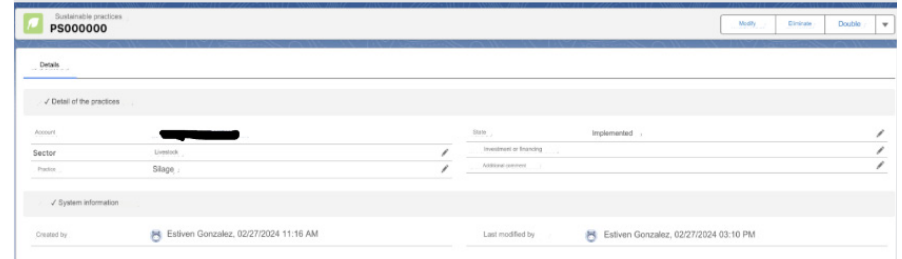 Sustainable practices
PS000000
Modify
Eliminate
Double
Details
✓ Detail of the practices
Account
State
Implemented
Sector
Livestock
Investment or financing
Practice
Silage
Additional comment
✓ System information
Created by
Estiven Gonzalez, 02/27/2024 11:16 AM
Last modified by
Estiven Gonzalez, 02/27/2024 03:10 PM